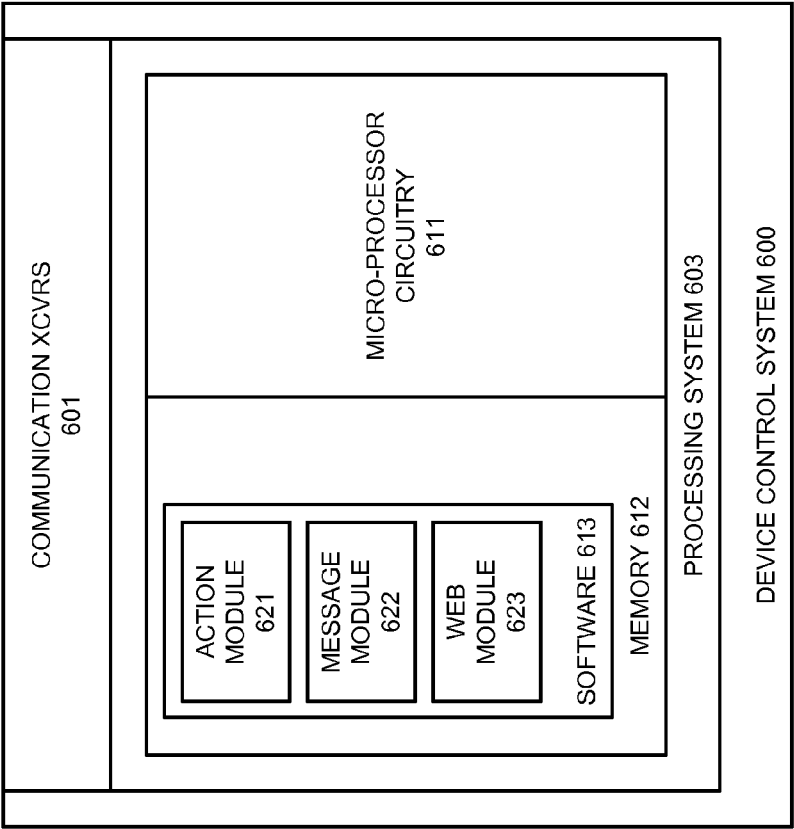 COMMUNICATION XCVRS
601
MICRO-PROCESSOR
CIRCUITRY
611
ACTION
MODULE
621
MESSAGE
MODULE
622
WEB
MODULE
623
SOFTWARE 613
MEMORY 612
PROCESSING SYSTEM 603
DEVICE CONTROL SYSTEM 600